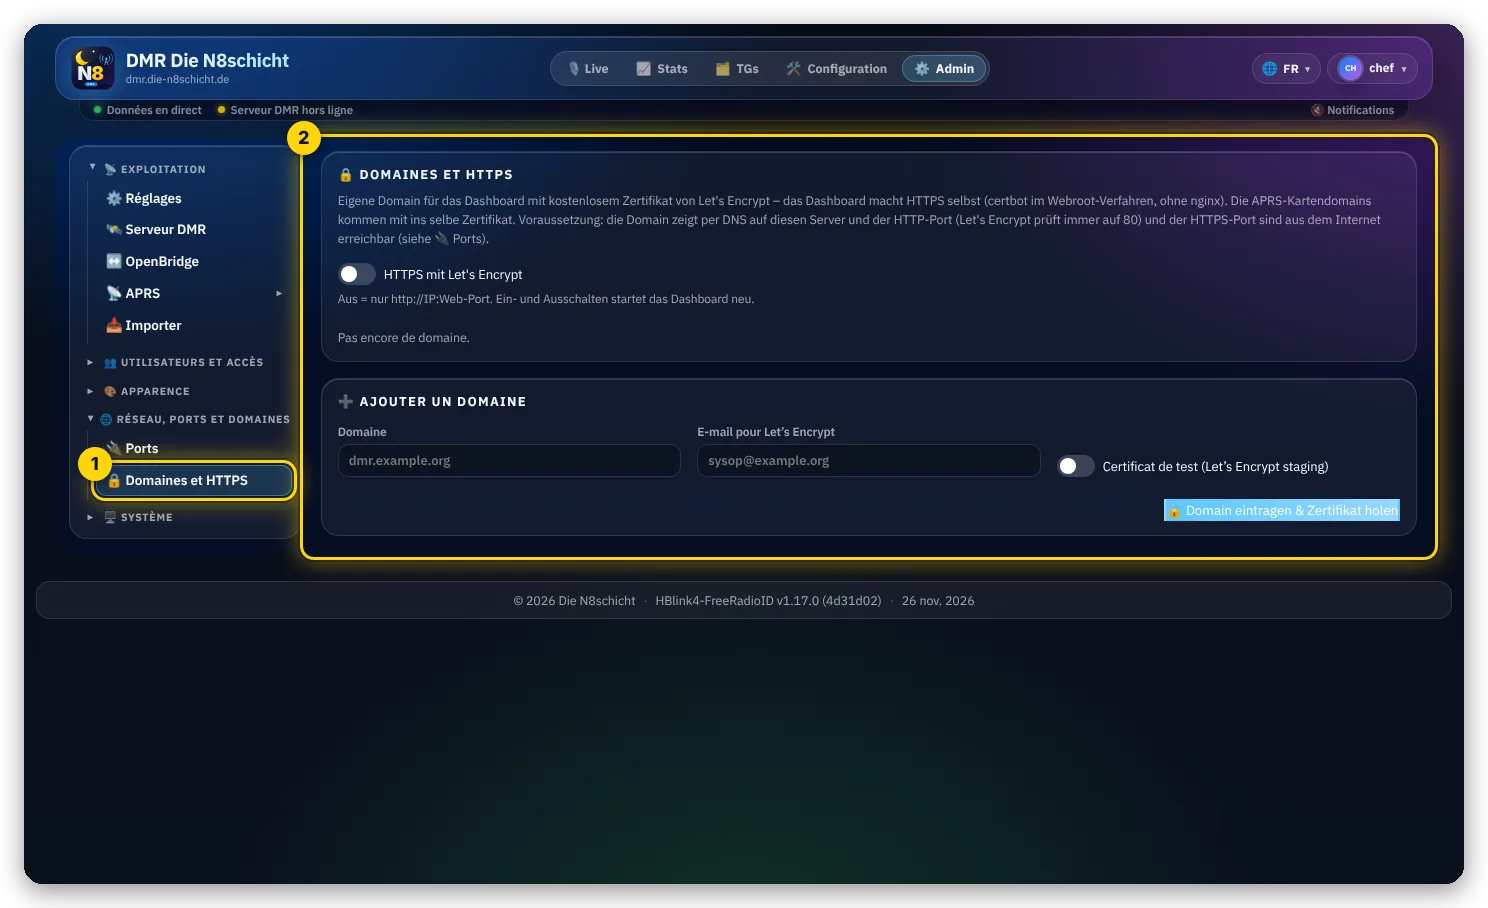 N8
DMR Die N8schicht
dmr.die-n8schicht.de
Live
Stats
TGs
Configuration
Admin
FR
CH
chef
Données en direct
Serveur DMR hors ligne
Notifications
2
EXPLOITATION
Réglages
Serveur DMR
OpenBridge
APRS
Importer
UTILISATEURS ET ACCÈS
APPARENCE
RÉSEAU, PORTS ET DOMAINES
Ports
1
Domaines et HTTPS
SYSTÈME
DOMAINES ET HTTPS
Eigene Domain für das Dashboard mit kostenlosem Zertifikat von Let's Encrypt – das Dashboard macht HTTPS selbst (certbot im Webroot-Verfahren, ohne nginx). Die APRS-Kartendomains
kommen mit ins selbe Zertifikat. Voraussetzung: die Domain zeigt per DNS auf diesen Server und der HTTP-Port (Let's Encrypt prüft immer auf 80) und der HTTPS-Port sind aus dem Internet
erreichbar (siehe 🔌 Ports).
HTTPS mit Let's Encrypt
Aus = nur http://IP:Web-Port. Ein- und Ausschalten startet das Dashboard neu.
Pas encore de domaine.
AJOUTER UN DOMAINE
Domaine
dmr.example.org
E-mail pour Let’s Encrypt
sysop@example.org
Certificat de test (Let’s Encrypt staging)
Domain eintragen & Zertifikat holen
© 2026 Die N8schicht · HBlink4-FreeRadioID v1.17.0 (4d31d02) · 26 nov. 2026